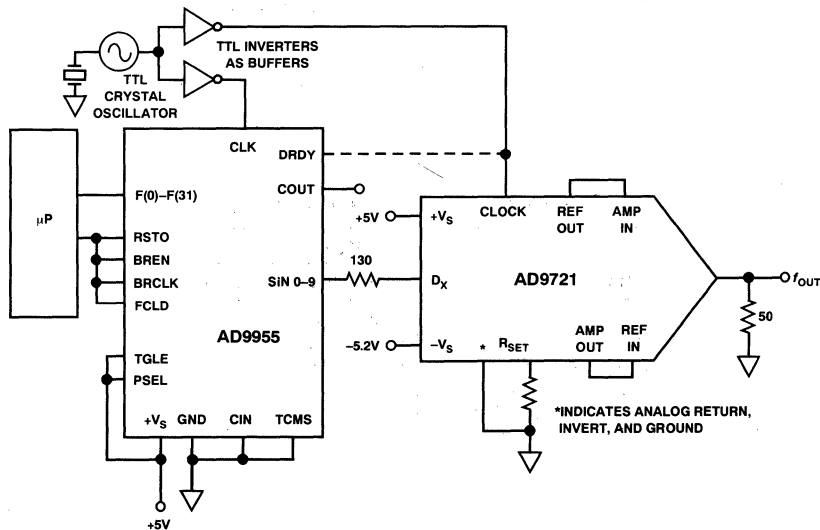 TTL INVERTERS
AS BUFFERS
TTL
CRYSTAL
OSCILLATOR
CLK
DRDY
COUT
µP
F(0)–F(31)
RSTO
BREN
BRCLK
FCLD
SiN 0–9
130
AD9955
TGLE
PSEL
+VS
GND
CIN
TCMS
+5V
+5V
+VS
CLOCK
REF
OUT
AMP
IN
DX
AD9721
fOUT
50
–5.2V
–VS
*
RSET
AMP
OUT
REF
IN
*INDICATES ANALOG RETURN,
INVERT, AND GROUND